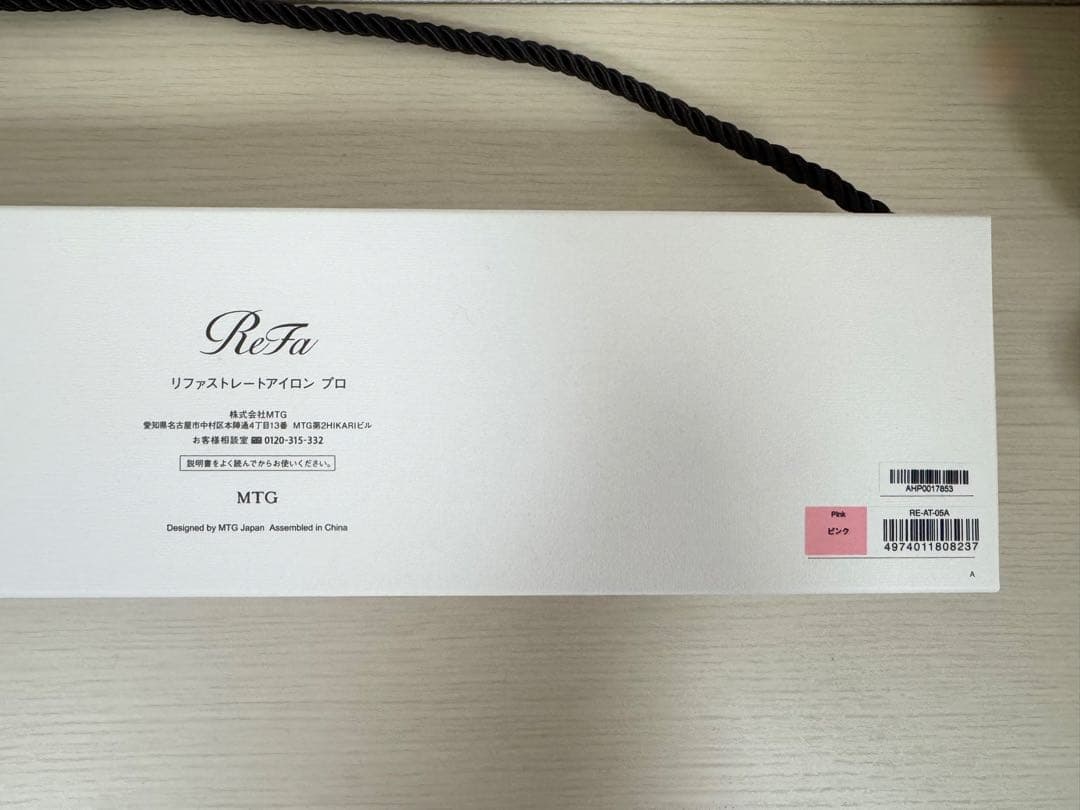 ReFa
リファストレートアイロン プロ
株式会社MTG
愛知県名古屋市中村区本陣通4丁目13番 MTG第2HIKARIビル
お客様相談室 0120-315-332
説明書をよく読んでからお使いください。
MTG
Designed by MTG Japan Assembled in China
AHP0017853
Pink
ピンク
RE-AT-05A
4974011808237
A